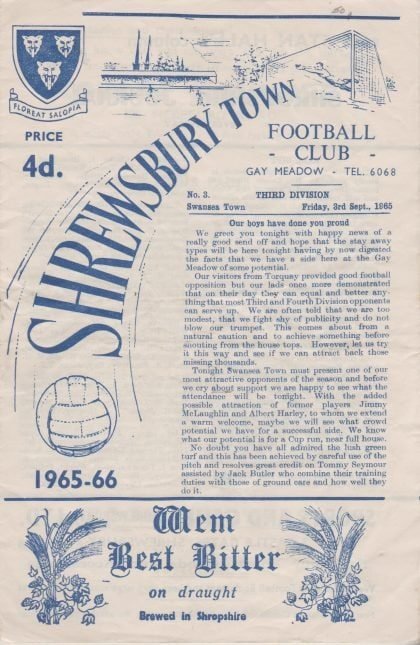 FLOREAT SALOPIA
PRICE
4d.
SHREWSBURY TOWN
FOOTBALL
- CLUB -
GAY MEADOW - TEL. 6068
No. 3. THIRD DIVISION
Swansea Town Friday, 3rd Sept., 1965
Our boys have done you proud
We greet you tonight with happy news of a
really good send off and hope that the stay away
types will be here tonight having by now digested
the facts that we have a side here at the Gay
Meadow of some potential.
Our visitors from Torquay provided good football
opposition but our lads once more demonstrated
that on their day they can equal and better any
thing that most Third and Fourth Division opponents
can serve up. We are often told that we are too
modest, that we fight shy of publicity and do not
blow our trumpet. This comes about from a
natural caution and to achieve something before
shouting from the house tops. However, let us try
it this way and see if we can attract back those
missing thousands.
Tonight Swansea Town must present one of our
most attractive opponents of the season and before
we cry about support we are happy to see what the
attendance will be tonight. With the added
possible attraction of former players Jimmy
McLaughlin and Albert Harley, to whom we extend
a warm welcome, maybe we will see what crowd
potential we have for a successful side. We know
what our potential is for a Cup run, near full house.
No doubt you have all admired the lush green
turf and this has been achieved by careful use of the
pitch and resolves great credit on Tommy Seymour
assisted by Jack Butler who combine their training
duties with those of ground care and how well they
do it.
1965-66
Wem
Best Bitter
on draught
Brewed in Shropshire